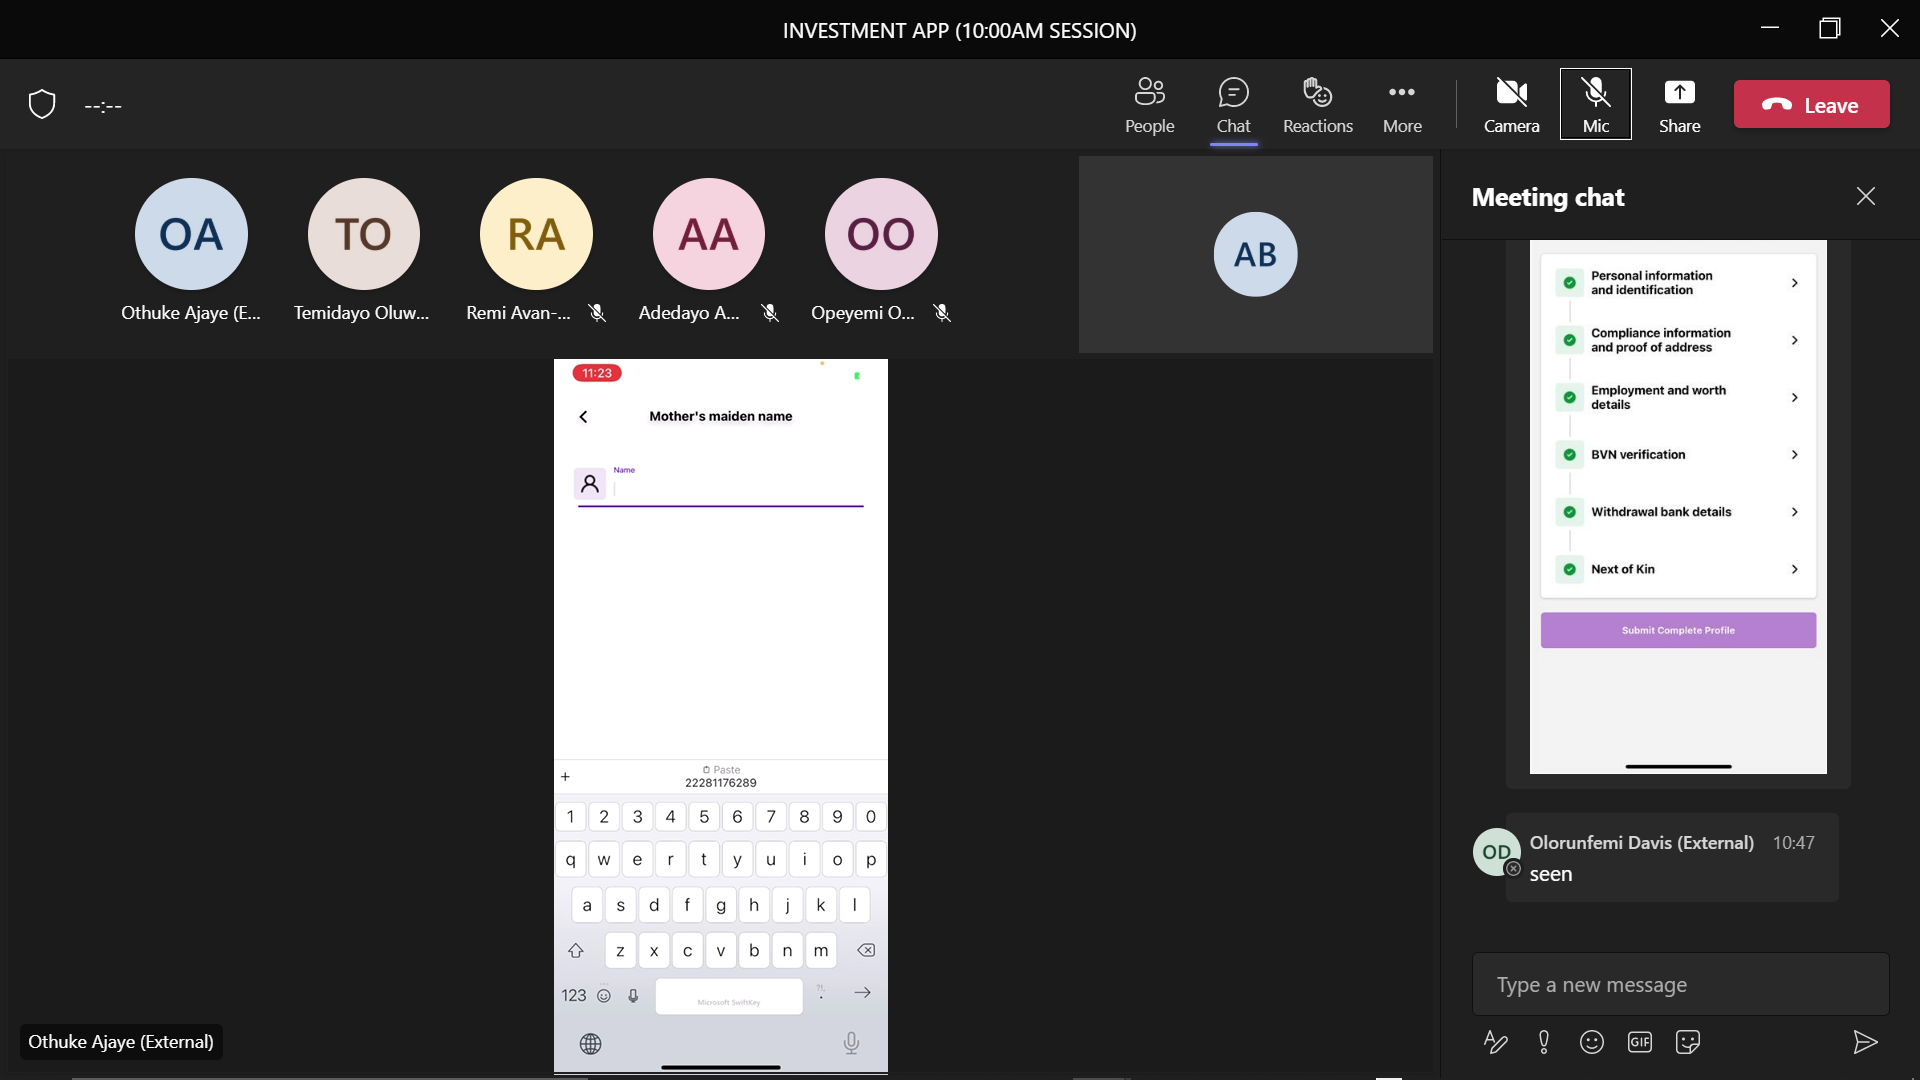 INVESTMENT APP (10:00AM SESSION)
--:--
People
Chat
Reactions
More
Camera
Mic
Share
Leave
OA
TO
RA
AA
OO
AB
Othuke Ajaye (E...
Temidayo Oluw...
Remi Avan-...
Adedayo A...
Opeyemi O...
11:23
Mother's maiden name
Name
+
Paste
22281176289
1 2 3 4 5 6 7 8 9 0
q w e r t y u i o p
a s d f g h j k l
z x c v b n m
123
Microsoft SwiftKey
?!,
.
Othuke Ajaye (External)
Meeting chat
Personal information
and identification
Compliance information
and proof of address
Employment and worth
details
BVN verification
Withdrawal bank details
Next of Kin
Submit Complete Profile
OD
Olorunfemi Davis (External) 10:47
seen
Type a new message
GIF